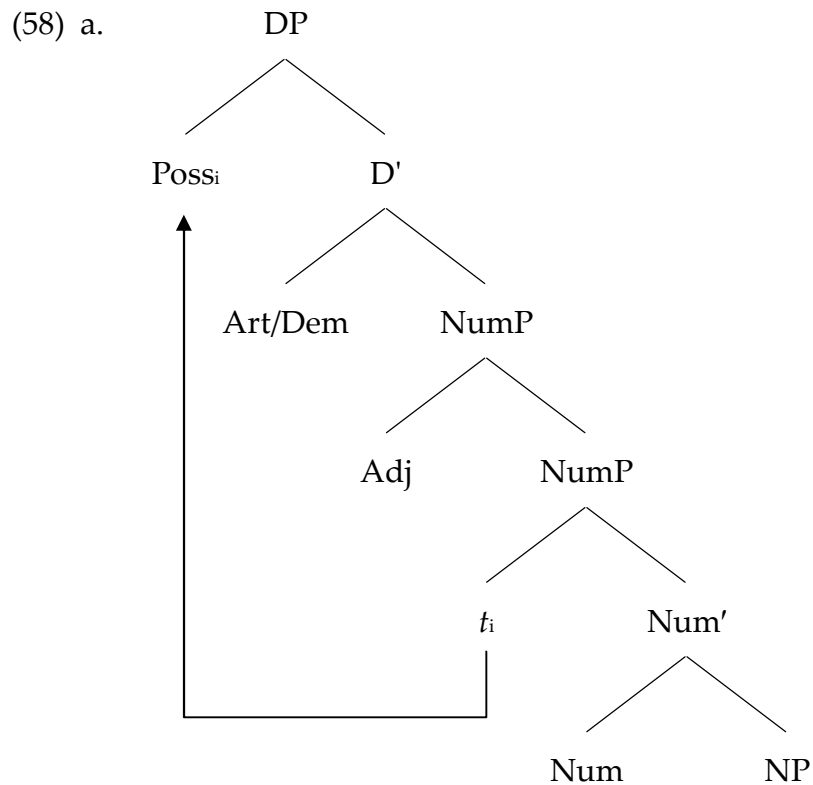 (58) a. DP
Possᵢ D'
Art/Dem NumP
Adj NumP
tᵢ Num′
Num NP